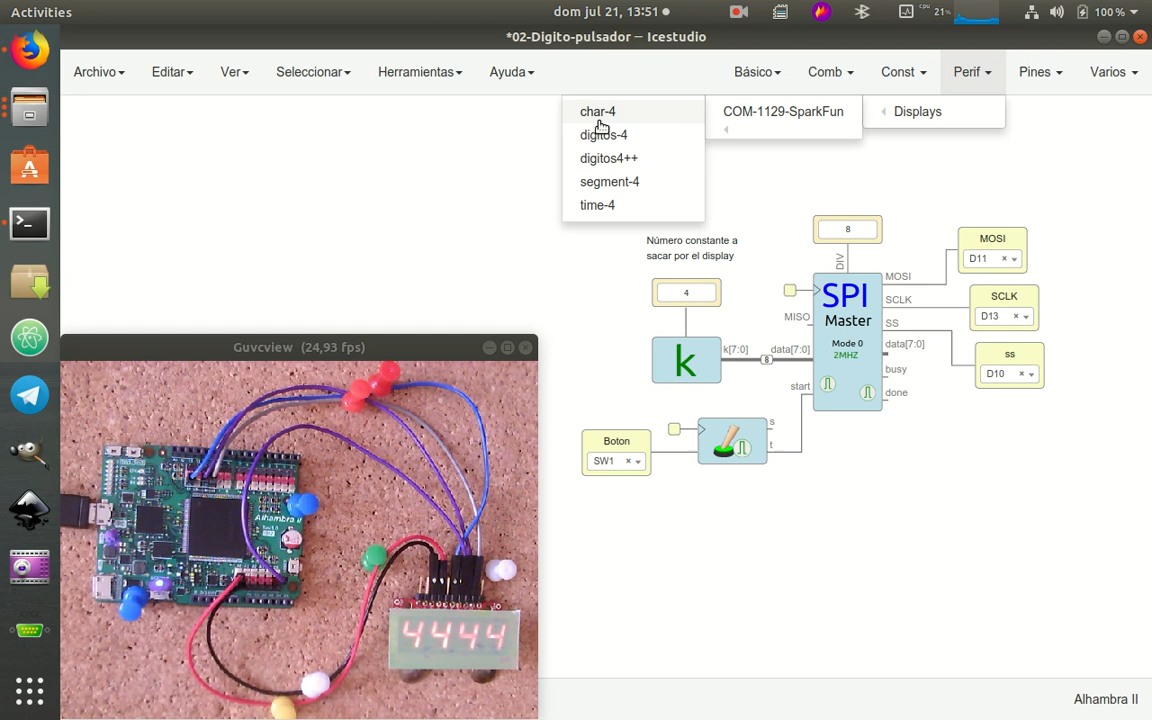 Activities
dom jul 21, 13:51
cpu 21%
100%
*02-Digito-pulsador — Icestudio
Archivo Editar Ver Seleccionar Herramientas Ayuda Básico Comb Const Perif Pines Varios
char-4
digitos-4
digitos4++
segment-4
time-4
COM-1129-SparkFun
Displays
Número constante a
sacar por el display
4
k
k[7:0]
8
8
DIV
SPI
Master
Mode 0
2MHZ
MISO
data[7:0]
start
MOSI
SCLK
SS
data[7:0]
busy
done
MOSI
D11
SCLK
D13
ss
D10
Boton
SW1
s
t
Guvcview (24,93 fps)
Alhambra II
4444
Alhambra II